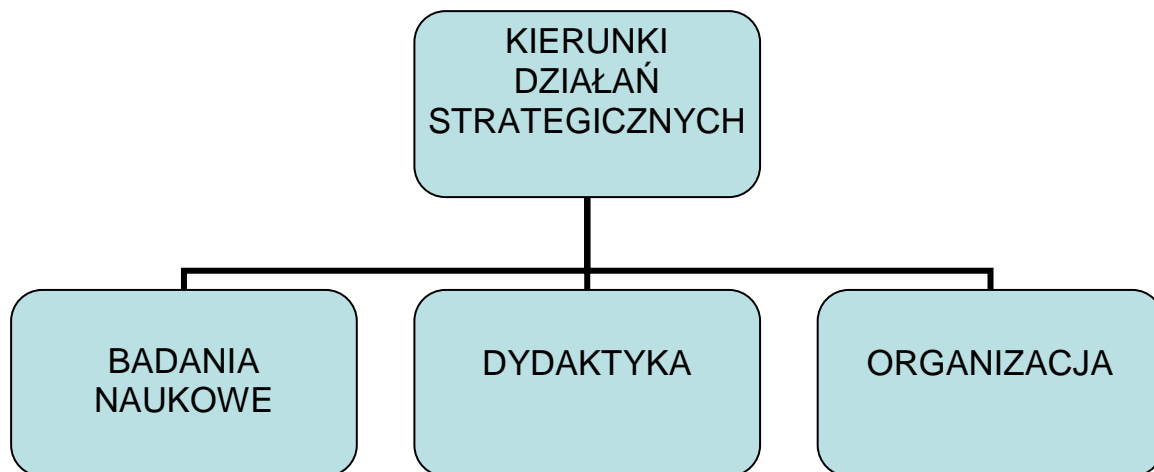 KIERUNKI
DZIAŁAŃ
STRATEGICZNYCH
BADANIA
NAUKOWE
DYDAKTYKA
ORGANIZACJA